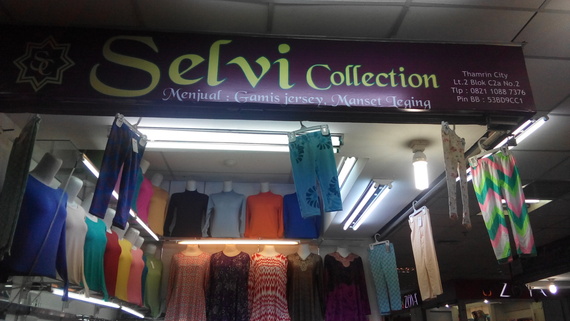 Selvi Collection
Menjual : Gamis jersey, Manset Leging
Thamrin City
Lt.2 Blok C2a No.2
Tlp : 0821 1088 7376
Pin BB : 53BD9CC1